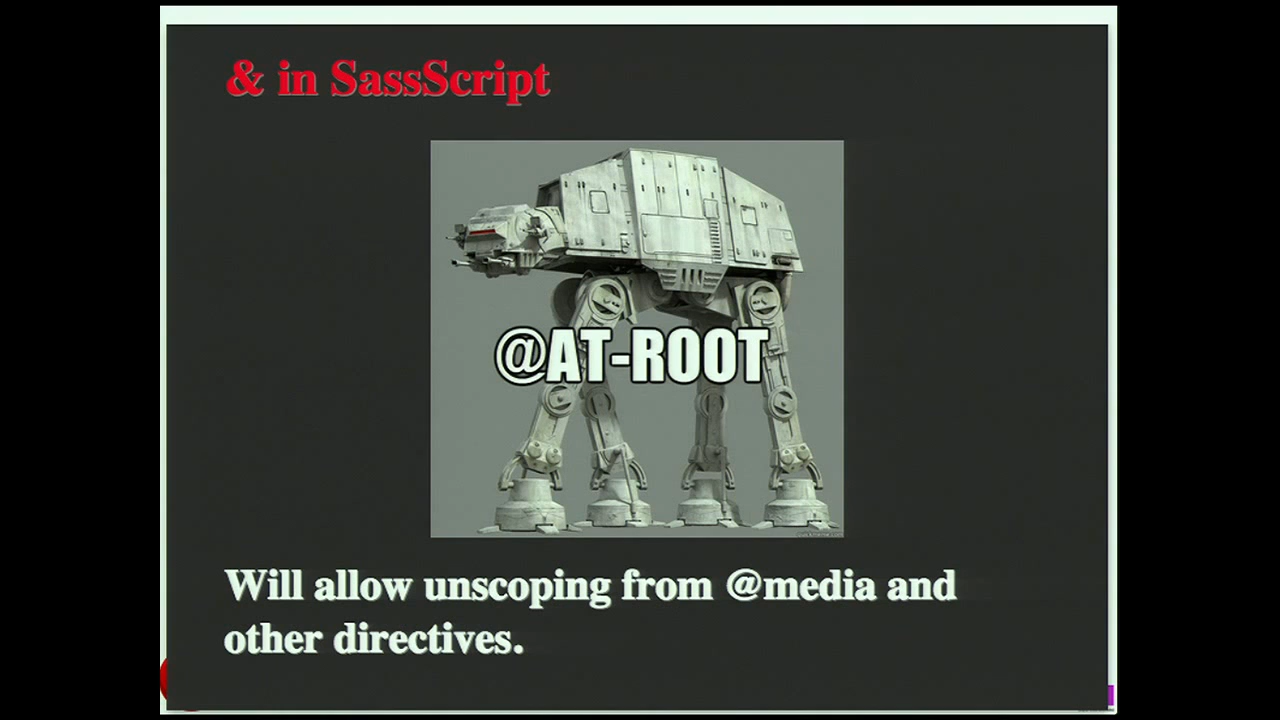 & in SassScript
@AT-ROOT
Will allow unscoping from @media and
other directives.